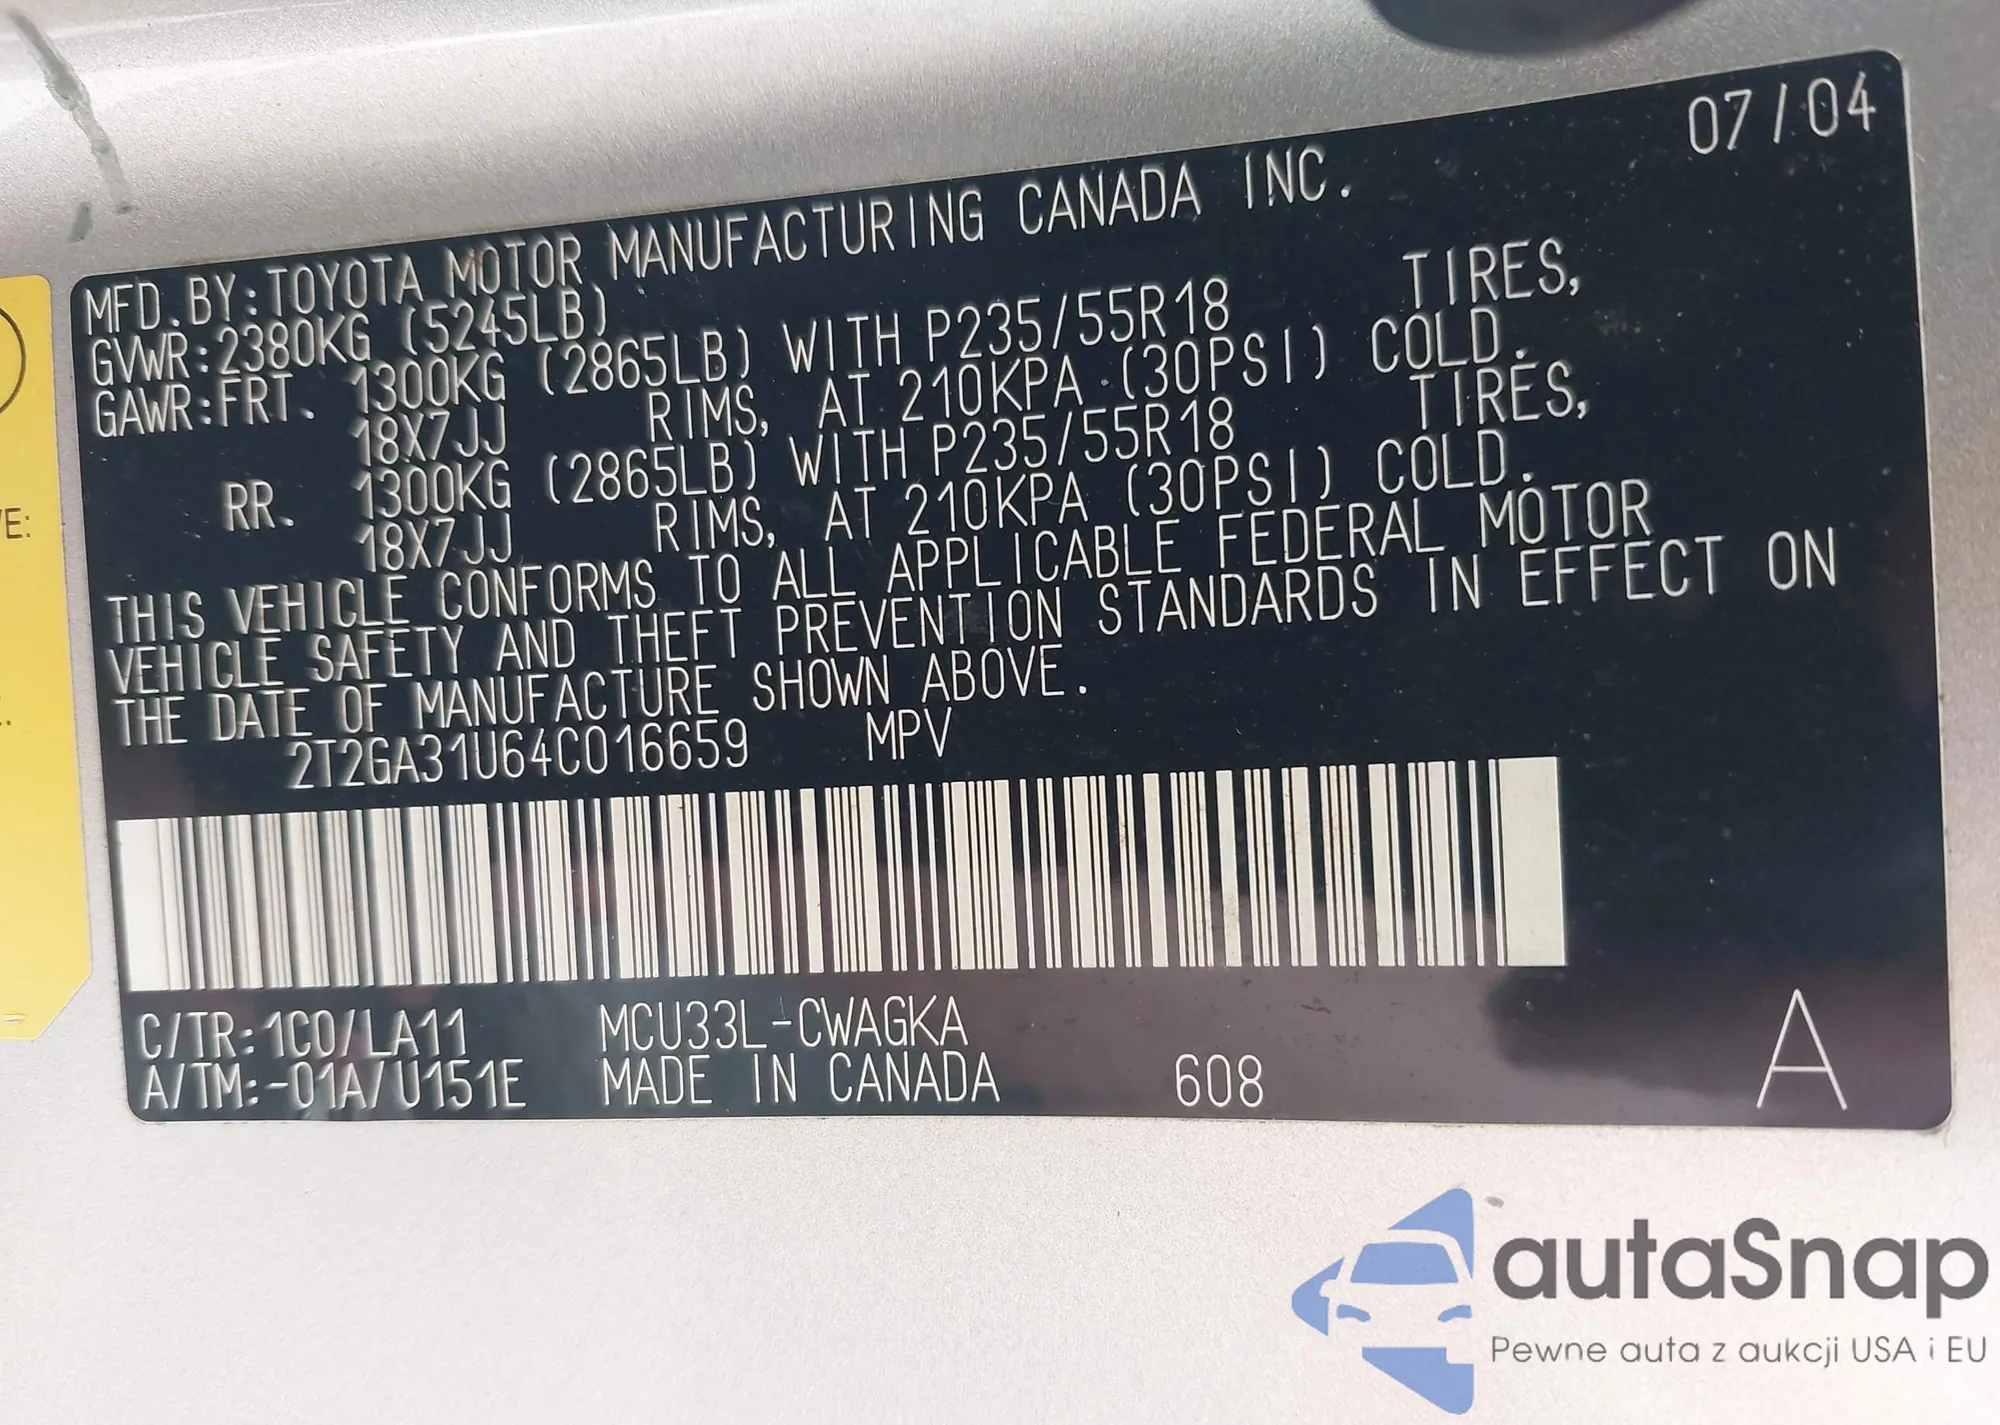 07/04
MFD.BY:TOYOTA MOTOR MANUFACTURING CANADA INC.
GVWR:2380KG (5245LB)
GAWR:FRT. 1300KG (2865LB) WITH P235/55R18 TIRES,
18X7JJ RIMS, AT 210KPA (30PSI) COLD.
RR. 1300KG (2865LB) WITH P235/55R18 TIRES,
18X7JJ RIMS, AT 210KPA (30PSI) COLD.
THIS VEHICLE CONFORMS TO ALL APPLICABLE FEDERAL MOTOR
VEHICLE SAFETY AND THEFT PREVENTION STANDARDS IN EFFECT ON
THE DATE OF MANUFACTURE SHOWN ABOVE.
2T2GA31U64C016659 MPV
C/TR:1C0/LA11 MCU33L-CWAGKA
A/TM:-01A/U151E MADE IN CANADA 608 A
autaSnap
Pewne auta z aukcji USA i EU